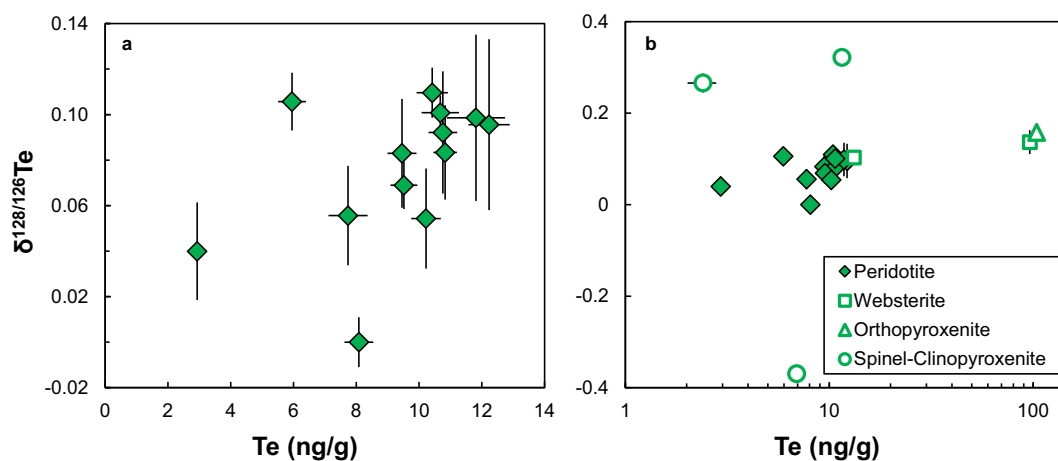 a
δ128/126Te
0.14
0.10
0.06
0.02
-0.02
0 2 4 6 8 10 12 14
Te (ng/g)
b
0.4
0.2
0
-0.2
-0.4
1 10 100
Te (ng/g)
Peridotite
Websterite
Orthopyroxenite
Spinel-Clinopyroxenite